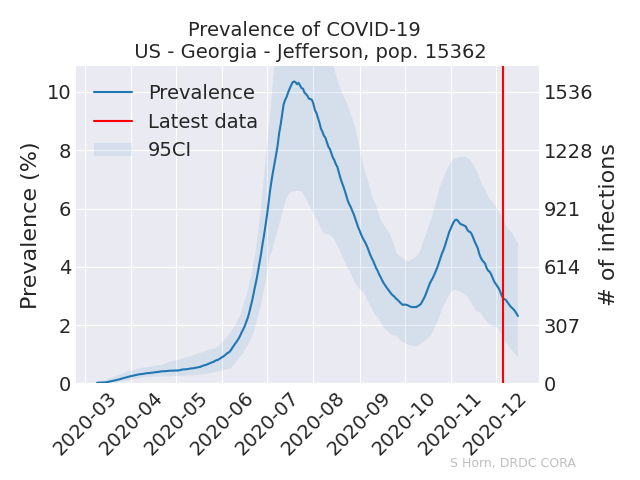 Prevalence of COVID-19
US - Georgia - Jefferson, pop. 15362
Prevalence
Latest data
95CI
Prevalence (%)
10
8
6
4
2
0
1536
1228
921
614
307
0
# of infections
2020-03
2020-04
2020-05
2020-06
2020-07
2020-08
2020-09
2020-10
2020-11
2020-12
S Horn, DRDC CORA